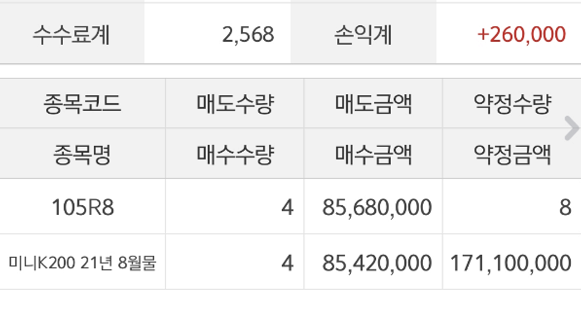 수수료계 2,568 손익계 +260,000
종목코드 매도수량 매도금액 약정수량
종목명 매수수량 매수금액 약정금액
105R8 4 85,680,000 8
미니K200 21년 8월물 4 85,420,000 171,100,000